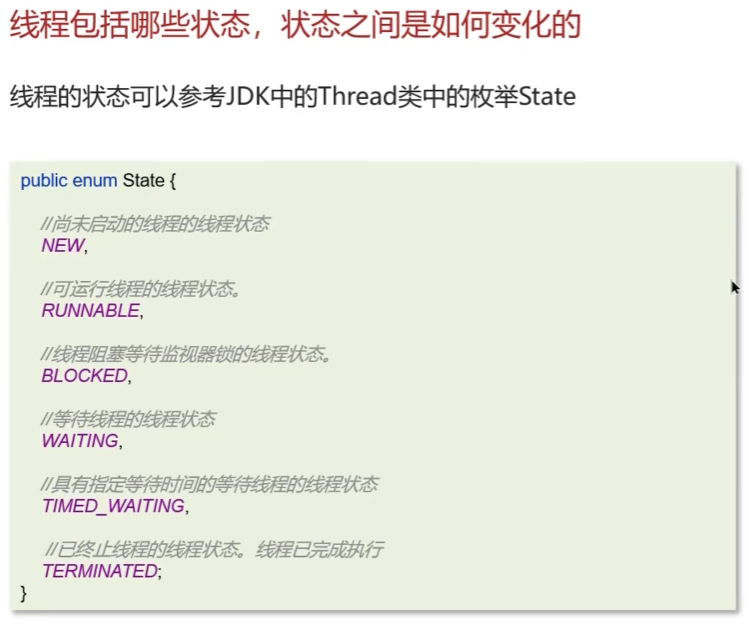 线程包括哪些状态，状态之间是如何变化的
线程的状态可以参考JDK中的Thread类中的枚举State
public enum State {
//尚未启动的线程的线程状态
NEW,
//可运行线程的线程状态。
RUNNABLE,
//线程阻塞等待监视器锁的线程状态。
BLOCKED,
//等待线程的线程状态
WAITING,
//具有指定等待时间的等待线程的线程状态
TIMED_WAITING,
//已终止线程的线程状态。线程已完成执行
TERMINATED;
}